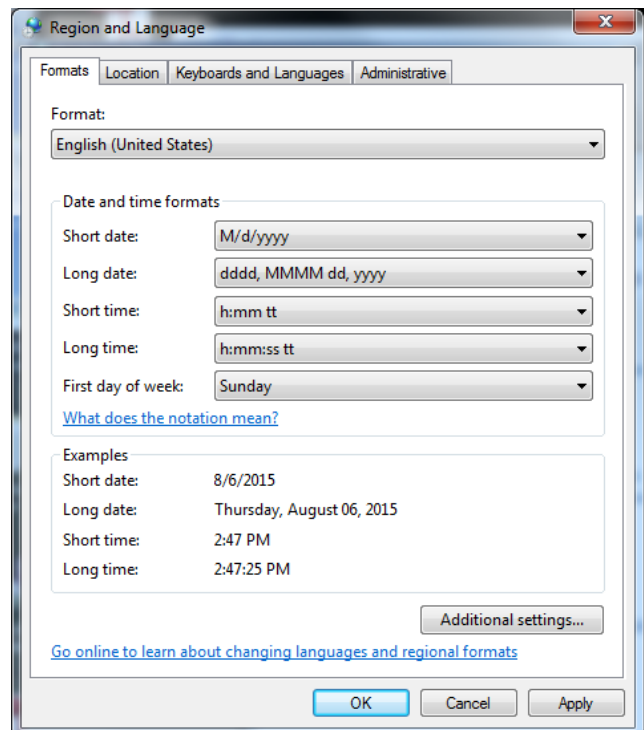 Region and Language
Formats Location Keyboards and Languages Administrative
Format:
English (United States)
Date and time formats
Short date: M/d/yyyy
Long date: dddd, MMMM dd, yyyy
Short time: h:mm tt
Long time: h:mm:ss tt
First day of week: Sunday
What does the notation mean?
Examples
Short date: 8/6/2015
Long date: Thursday, August 06, 2015
Short time: 2:47 PM
Long time: 2:47:25 PM
Additional settings...
Go online to learn about changing languages and regional formats
OK Cancel Apply